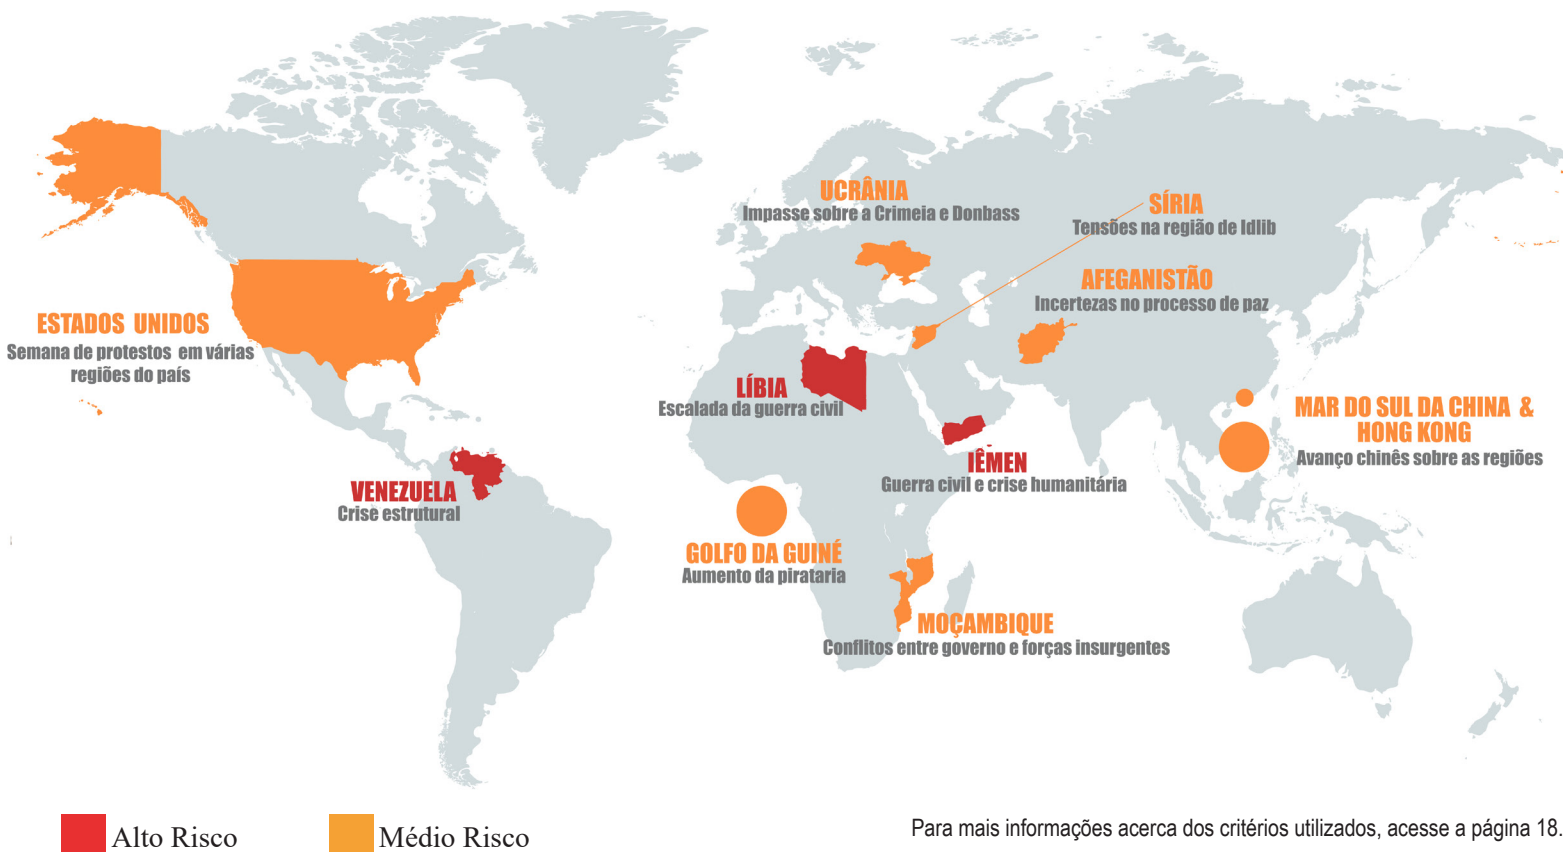 UCRÂNIA
Impasse sobre a Crimeia e Donbass
SÍRIA
Tensões na região de Idlib
AFEGANISTÃO
Incertezas no processo de paz
ESTADOS UNIDOS
Semana de protestos em várias
regiões do país
LÍBIA
Escalada da guerra civil
MAR DO SUL DA CHINA &
HONG KONG
Avanço chinês sobre as regiões
IÊMEN
Guerra civil e crise humanitária
VENEZUELA
Crise estrutural
GOLFO DA GUINÉ
Aumento da pirataria
MOÇAMBIQUE
Conflitos entre governo e forças insurgentes
Alto Risco
Médio Risco
Para mais informações acerca dos critérios utilizados, acesse a página 18.